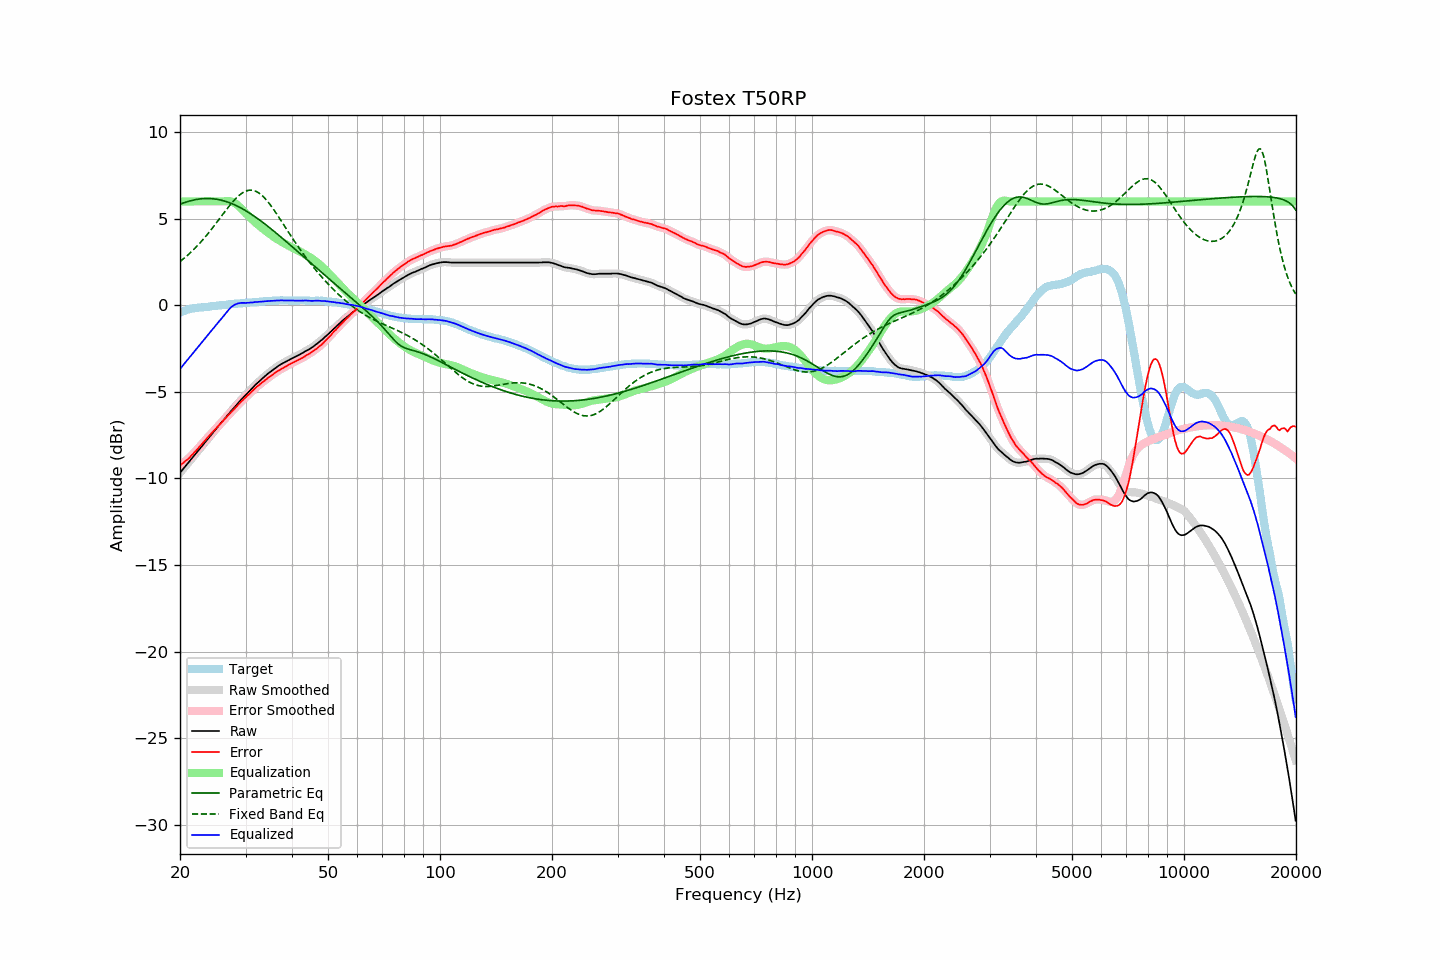 Fostex T50RP
10
5
0
−5
−10
−15
−20
−25
−30
Amplitude (dBr)
Target
Raw Smoothed
Error Smoothed
Raw
Error
Equalization
Parametric Eq
Fixed Band Eq
Equalized
20 50 100 200 500 1000 2000 5000 10000 20000
Frequency (Hz)